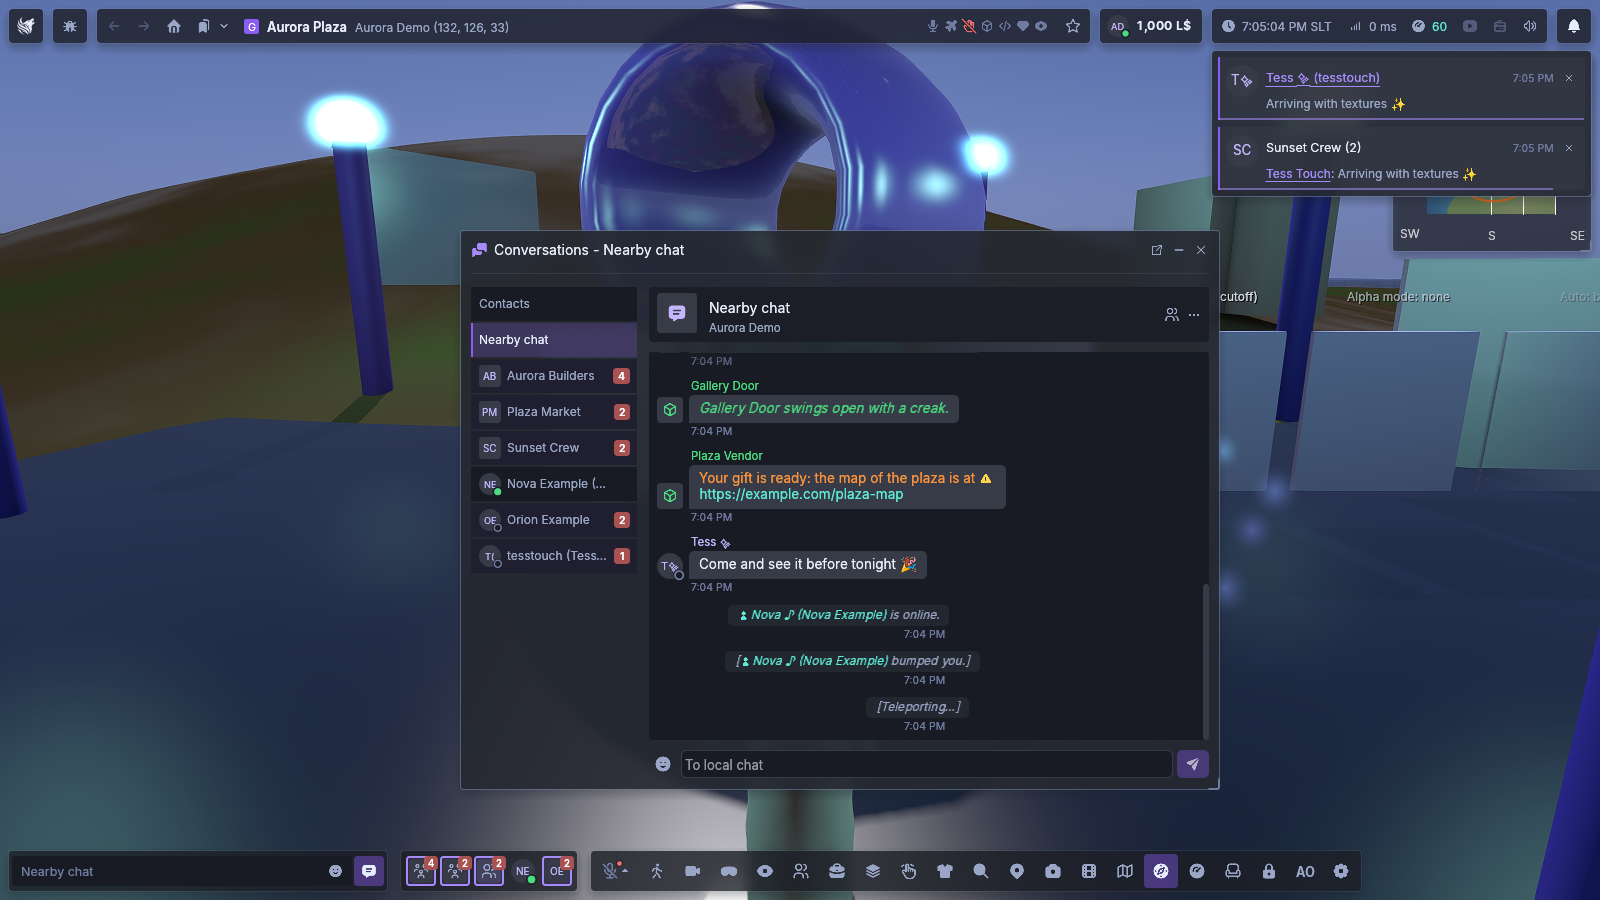 G Aurora Plaza Aurora Demo (132, 126, 33)
AD 1,000 L$
7:05:04 PM SLT 0 ms 60
T Tess (tesstouch) 7:05 PM
Arriving with textures ✨
SC Sunset Crew (2) 7:05 PM
Tess Touch: Arriving with textures ✨
SW S SE
cutoff) Alpha mode: none Auto: b
Conversations - Nearby chat
Contacts
Nearby chat
AB Aurora Builders 4
PM Plaza Market 2
SC Sunset Crew 2
NE Nova Example (...
OE Orion Example 2
T( tesstouch (Tess... 1
Nearby chat
Aurora Demo
7:04 PM
Gallery Door
Gallery Door swings open with a creak.
7:04 PM
Plaza Vendor
Your gift is ready: the map of the plaza is at ⚠
https://example.com/plaza-map
7:04 PM
Tess
T Come and see it before tonight 🎉
7:04 PM
Nova ♪ (Nova Example) is online.
7:04 PM
[Nova ♪ (Nova Example) bumped you.]
7:04 PM
[Teleporting...]
7:04 PM
To local chat
Nearby chat
4 2 2 NE OE 2
AO